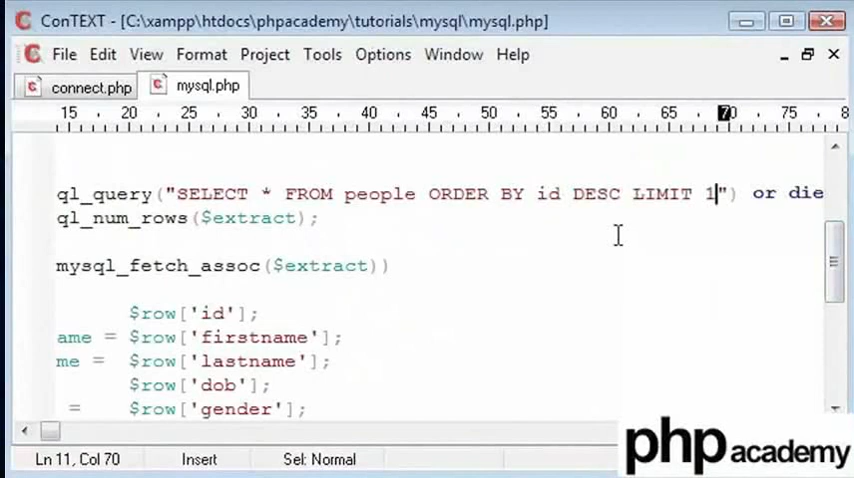 ConTEXT - [C:\xampp\htdocs\phpacademy\tutorials\mysql\mysql.php]
File Edit View Format Project Tools Options Window Help
connect.php mysql.php
15 20 25 30 35 40 45 50 55 60 65 70 75 8
ql_query("SELECT * FROM people ORDER BY id DESC LIMIT 1") or die
ql_num_rows($extract);
mysql_fetch_assoc($extract))
$row['id'];
ame = $row['firstname'];
me = $row['lastname'];
$row['dob'];
= $row['gender'];
Ln 11, Col 70 Insert Sel: Normal
php academy